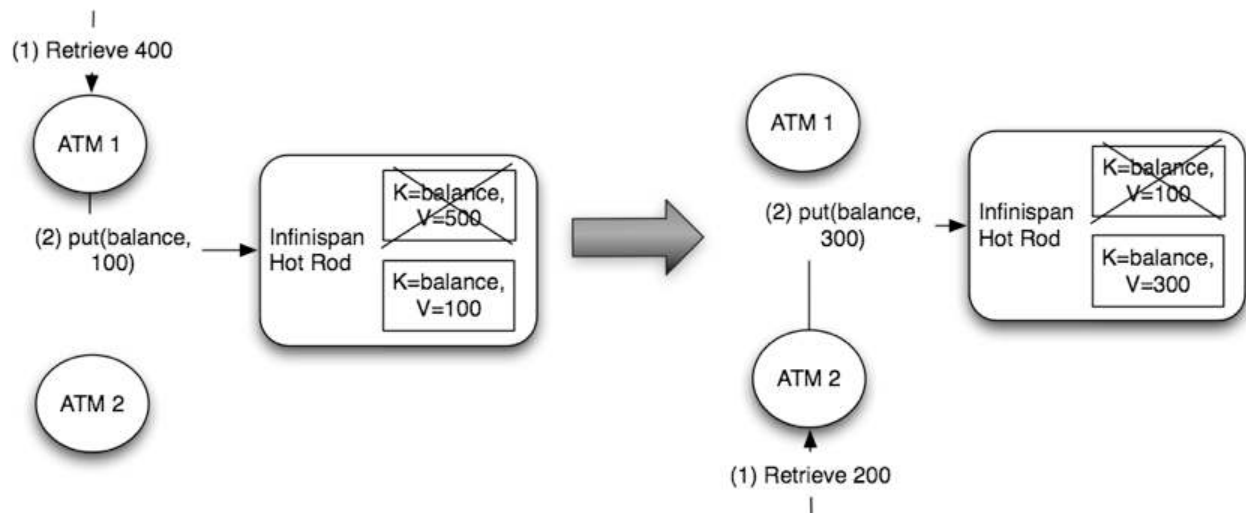 (1) Retrieve 400
ATM 1
(2) put(balance,
100)
Infinispan
Hot Rod
K=balance,
V=500
K=balance,
V=100
ATM 2
ATM 1
(2) put(balance,
300)
Infinispan
Hot Rod
K=balance,
V=100
K=balance,
V=300
ATM 2
(1) Retrieve 200